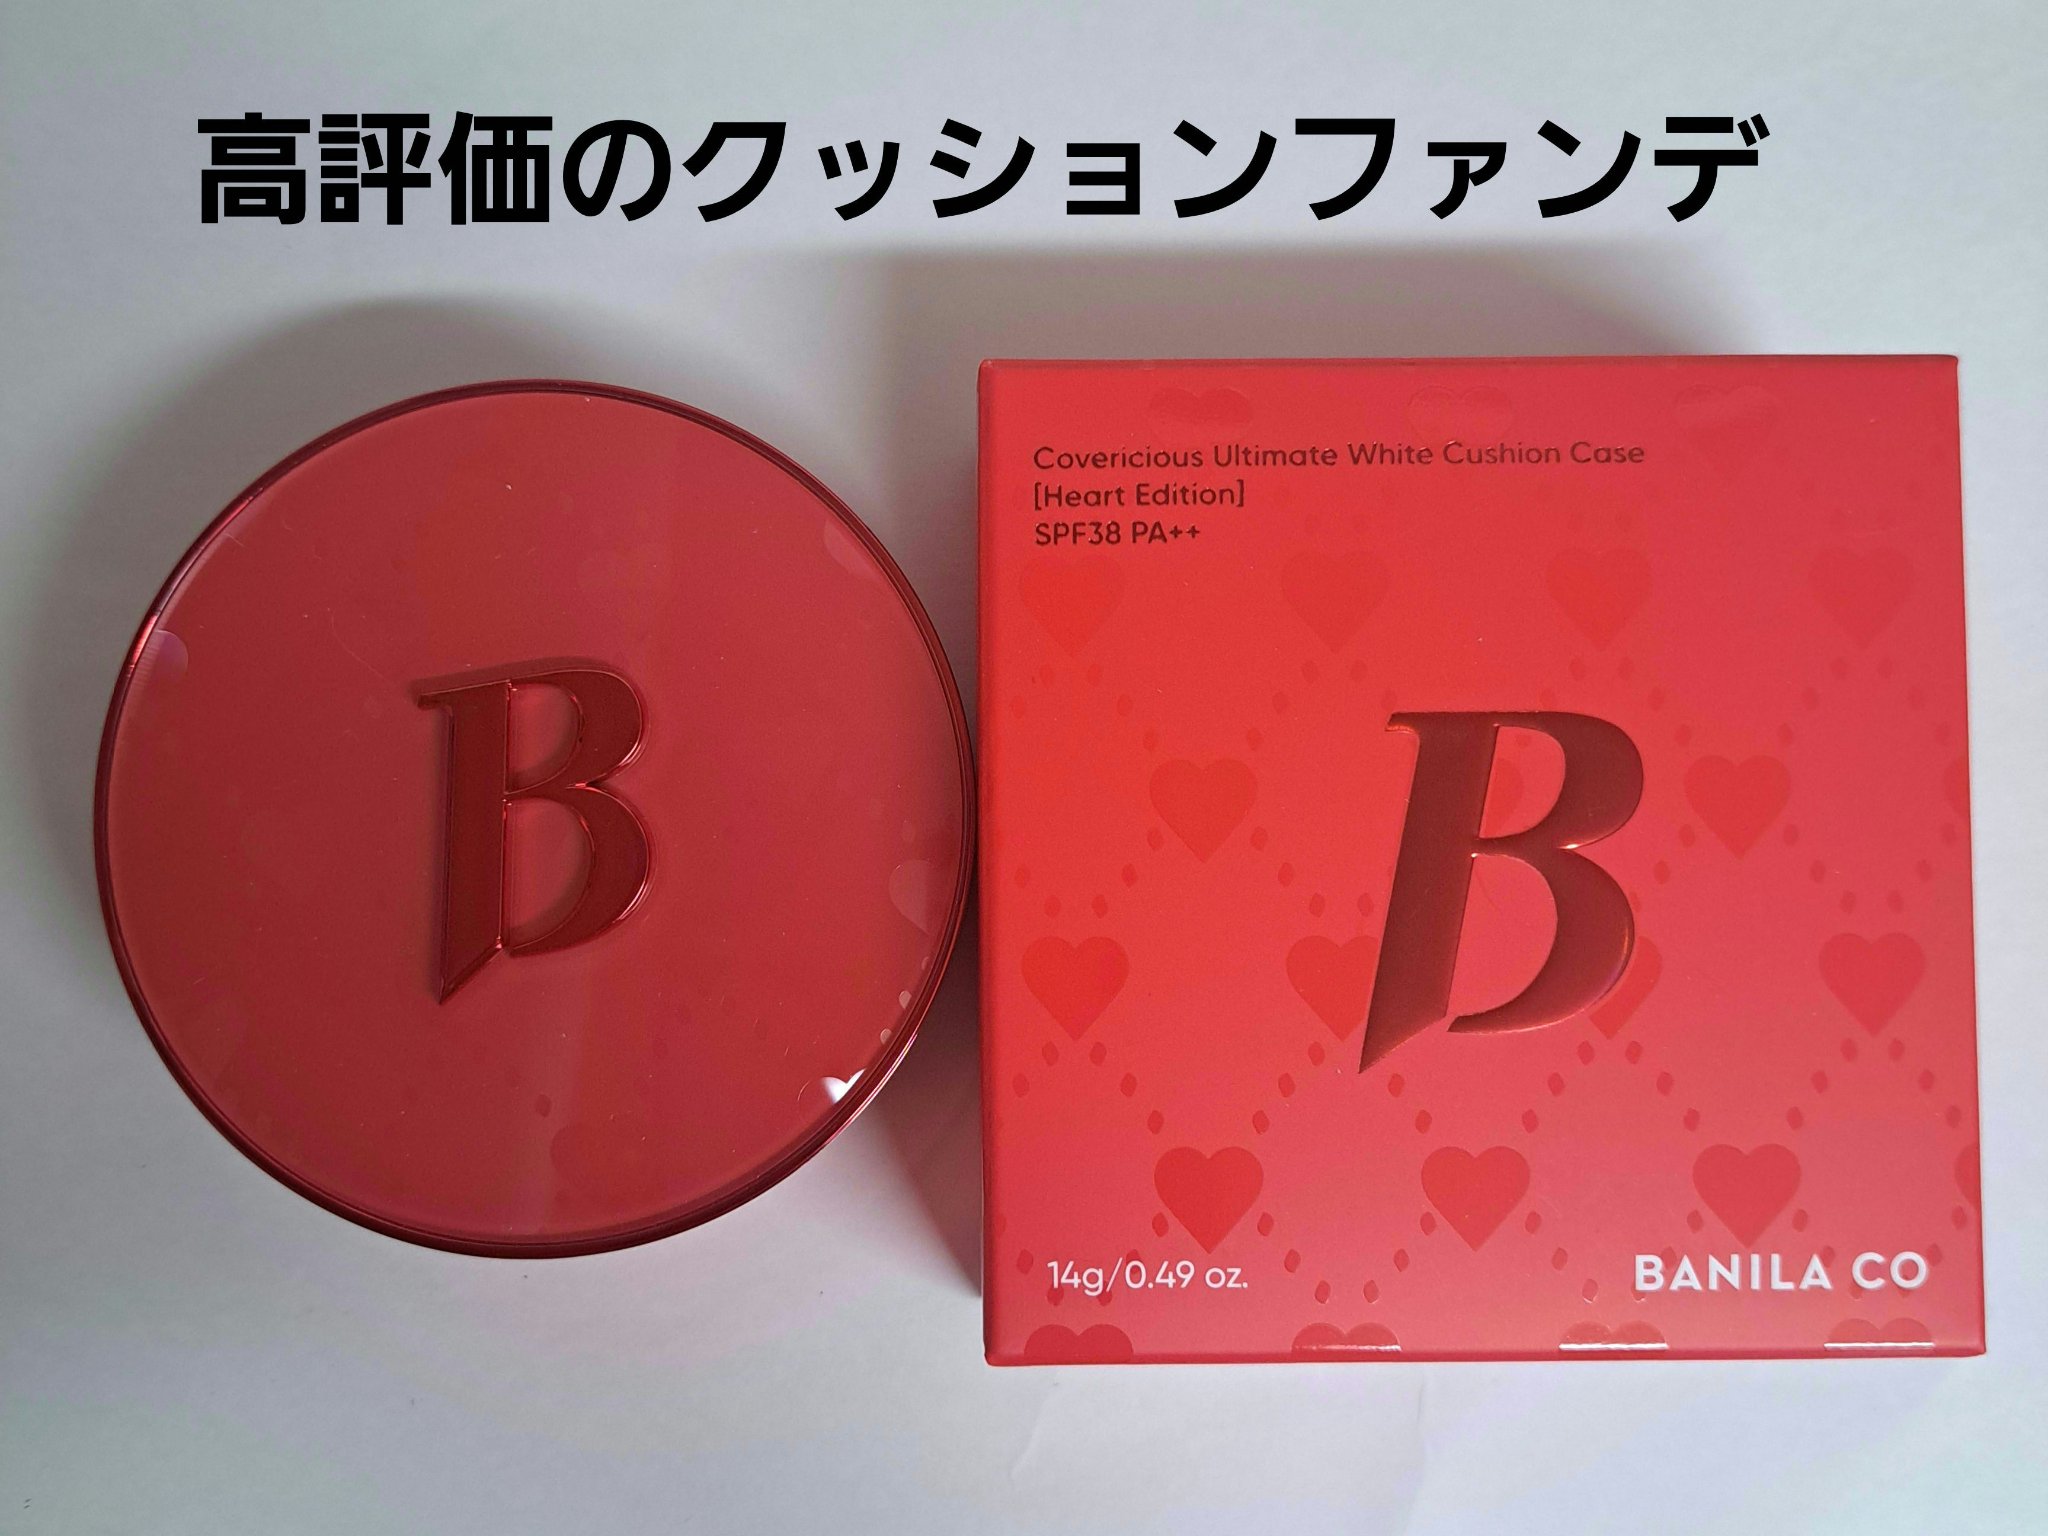 高評価のクッションファンデ
B
Covericious Ultimate White Cushion Case
[Heart Edition]
SPF38 PA++
B
14g/0.49 oz.
BANILA CO